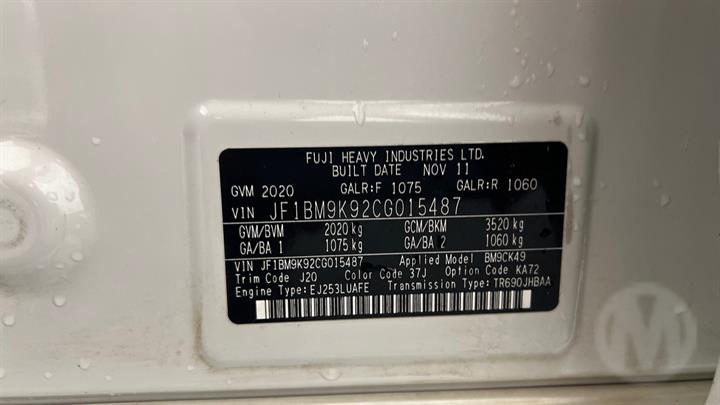 FUJI HEAVY INDUSTRIES LTD.
BUILT DATE NOV 11
GVM 2020 GALR:F 1075 GALR:R 1060
VIN JF1BM9K92CG015487
GVM/BVM 2020 kg GCM/BKM 3520 kg
GA/BA 1 1075 kg GA/BA 2 1060 kg
VIN JF1BM9K92CG015487 Applied Model BM9CK49
Trim Code J20 Color Code 37J Option Code KA72
Engine Type:EJ253LUAFE Transmission Type:TR690JHBAA
M